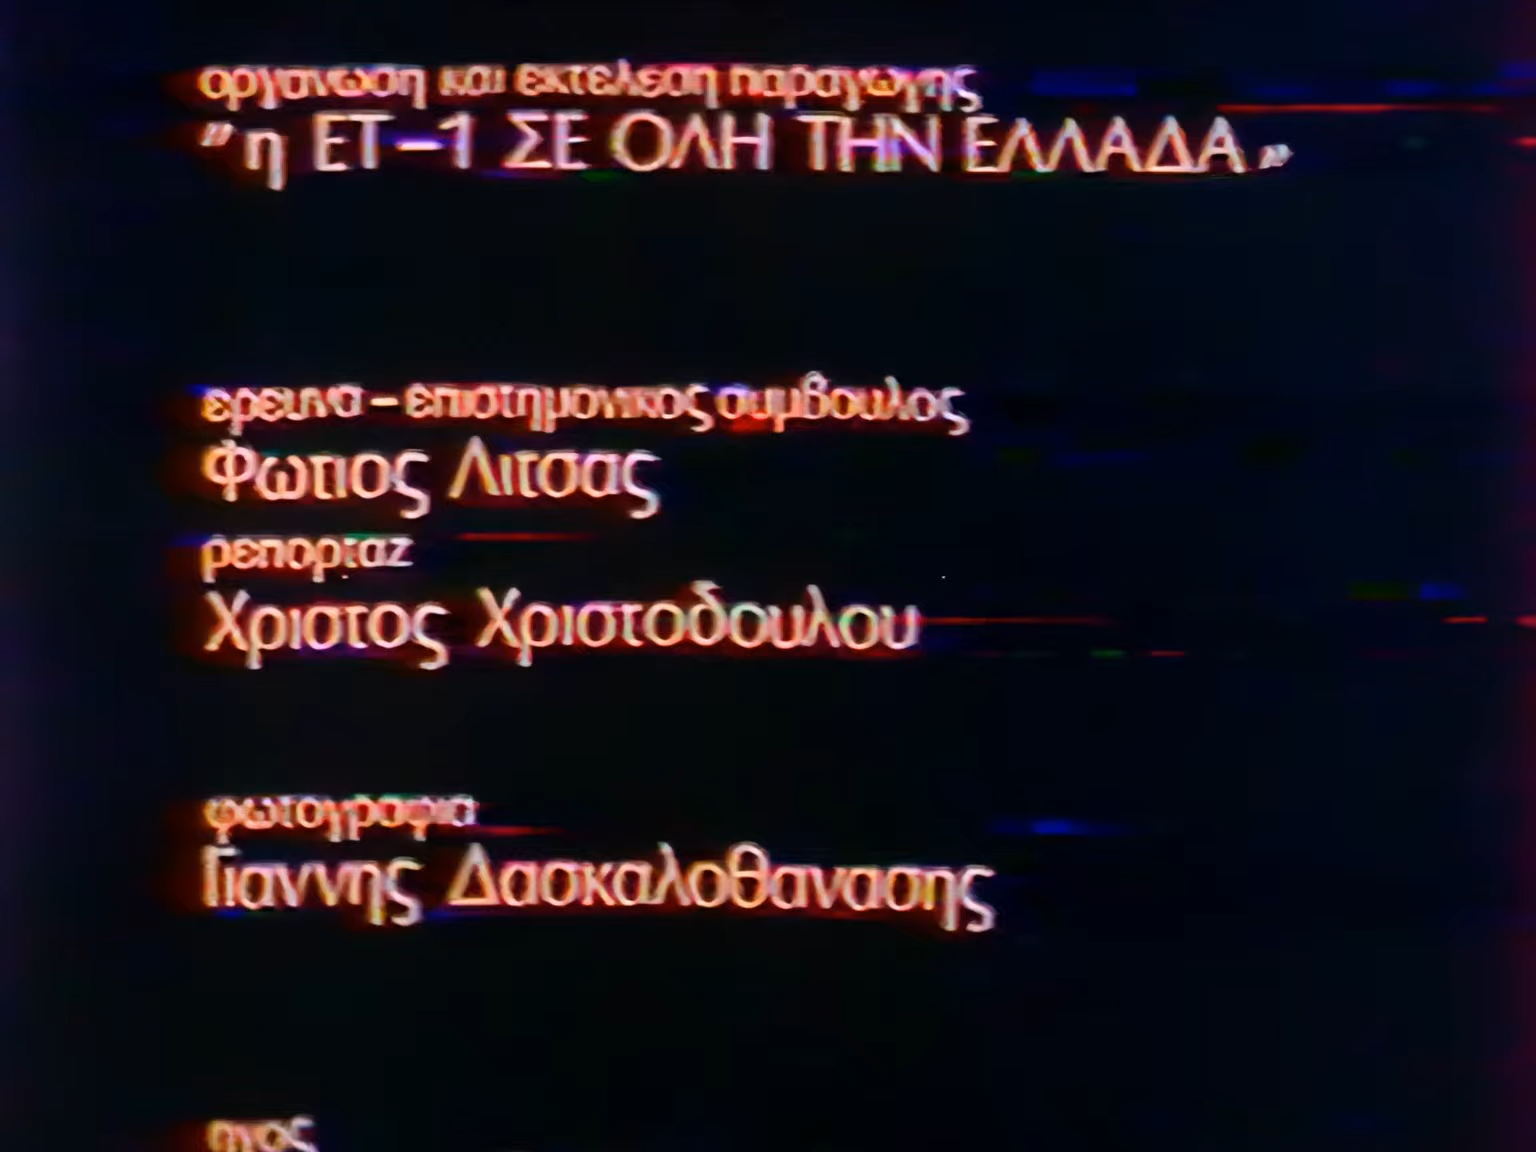 οργανωση και εκτελεση παραγωγης
"η ΕΤ-1 ΣΕ ΟΛΗ ΤΗΝ ΕΛΛΑΔΑ»
ερευνα - επιστημονικος συμβουλος
Φωτιος Λιτσας
ρεπορταζ
Χριστος Χριστοδουλου
φωτογραφια
Γιαννης Δασκαλοθανασης
ηχος